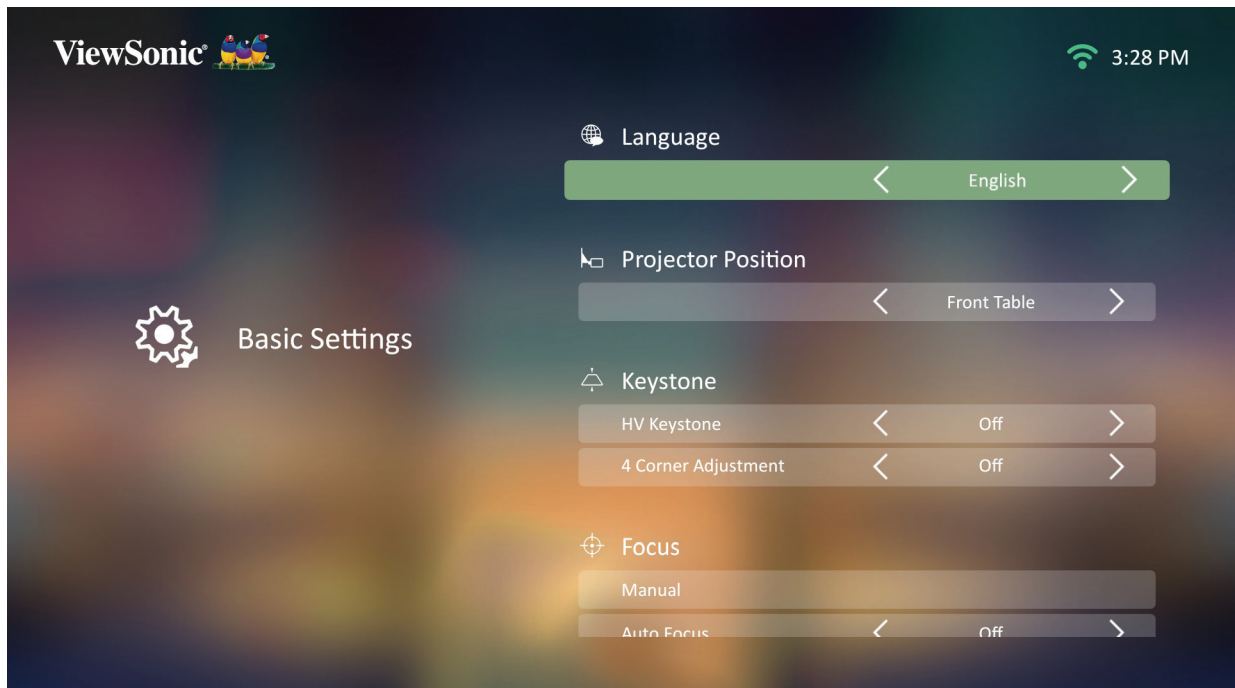 ViewSonic®
3:28 PM
Language
English
Projector Position
Front Table
Basic Settings
Keystone
HV Keystone Off
4 Corner Adjustment Off
Focus
Manual
Auto Focus Off